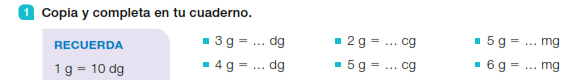 1 Copia y completa en tu cuaderno.
RECUERDA
1 g = 10 dg
3 g = ... dg
2 g = ... cg
5 g = ... mg
4 g = ... dg
5 g = ... cg
6 g = ... mg